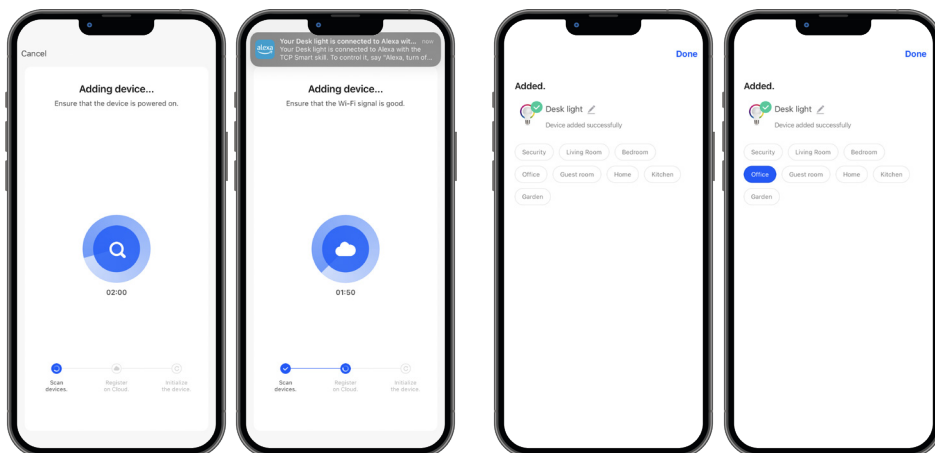 Cancel
Adding device...
Ensure that the device is powered on.
02:00
Scan
devices.
Register
on Cloud.
Initialize
the device.
alexa
Your Desk light is connected to Alexa wit... now
Your Desk light is connected to Alexa with the
TCP Smart skill. To control it, say "Alexa, turn of...
Adding device...
Ensure that the Wi-Fi signal is good.
01:50
Scan
devices.
Register
on Cloud.
Initialize
the device.
Done
Added.
Desk light
Device added successfully
Security Living Room Bedroom
Office Guest room Home Kitchen
Garden
Done
Added.
Desk light
Device added successfully
Security Living Room Bedroom
Office Guest room Home Kitchen
Garden